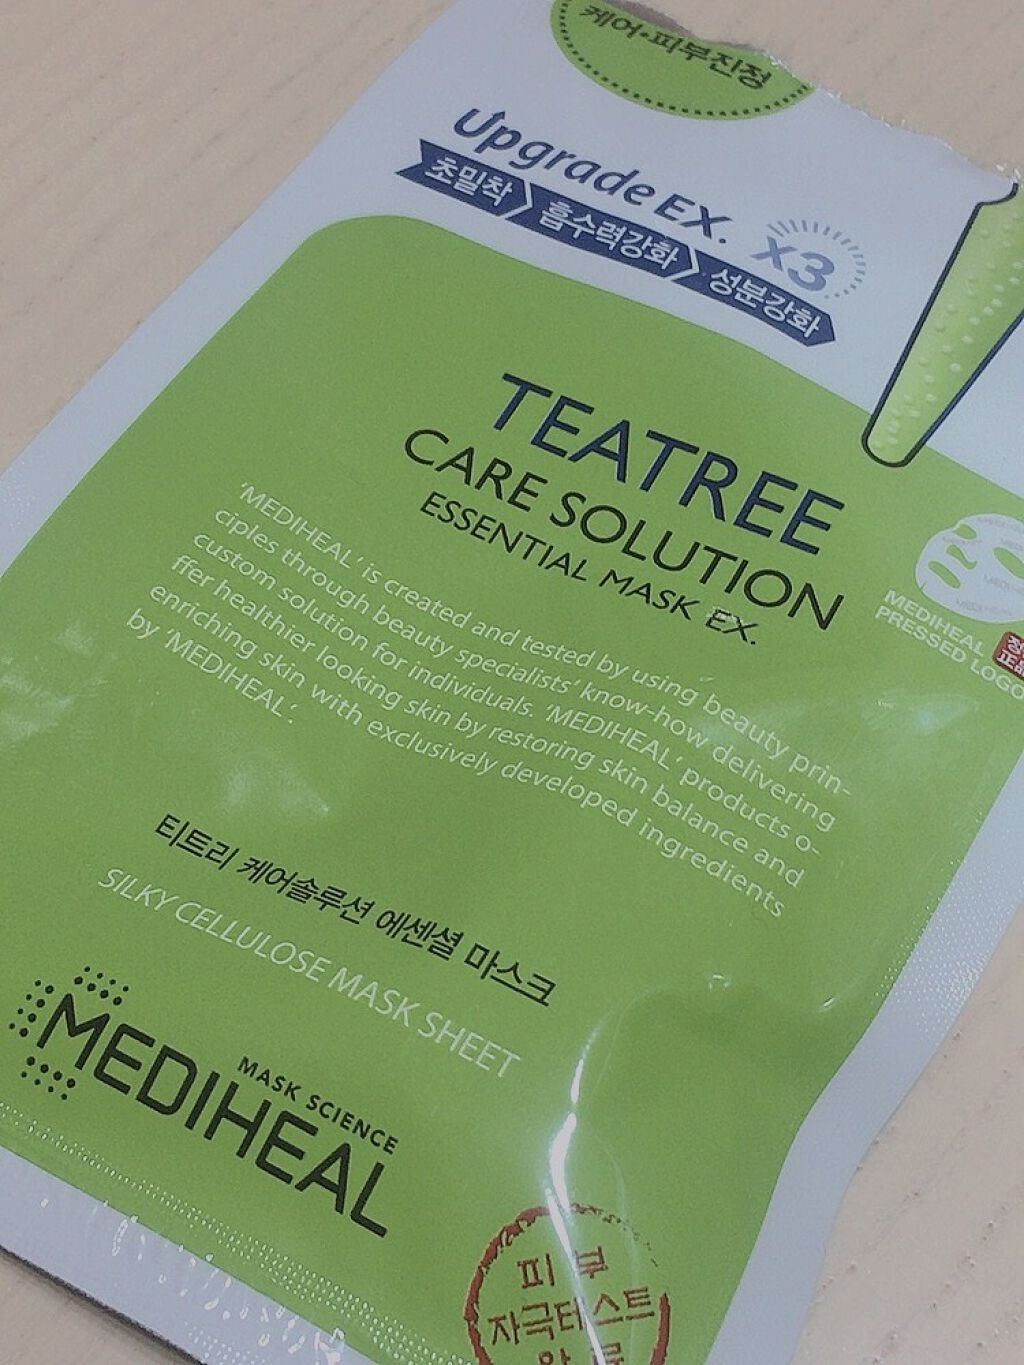 케어·피부진정
Upgrade EX. x3
초밀착 흡수력강화 성분강화
TEATREE
CARE SOLUTION
ESSENTIAL MASK EX.
'MEDIHEAL' is created and tested by using beauty prin-
ciples through beauty specialists' know-how delivering
custom solution for individuals. 'MEDIHEAL' products o-
ffer healthier looking skin by restoring skin balance and
enriching skin with exclusively developed ingredients
by 'MEDIHEAL'.
MEDIHEAL
PRESSED LOGO
티트리 케어솔루션 에센셜 마스크
SILKY CELLULOSE MASK SHEET
MASK SCIENCE
MEDIHEAL
피부
자극테스트